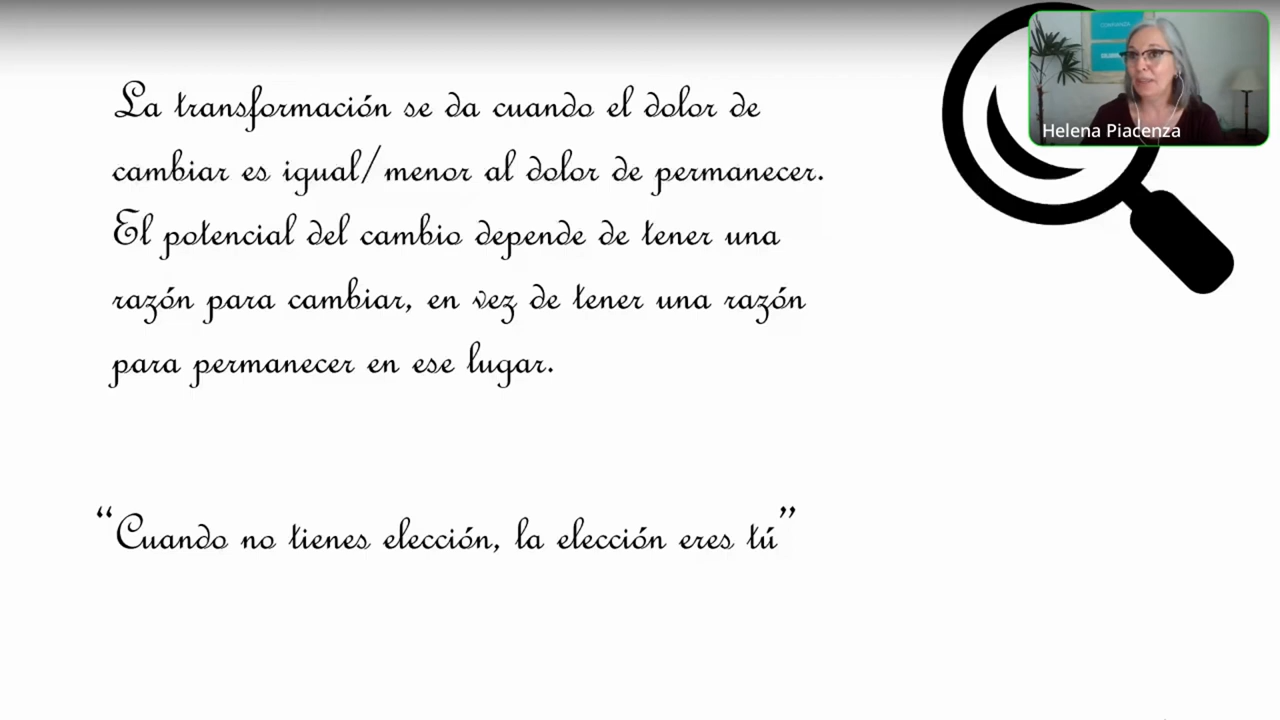 La transformación se da cuando el dolor de
cambiar es igual/menor al dolor de permanecer.
El potencial del cambio depende de tener una
razón para cambiar, en vez de tener una razón
para permanecer en ese lugar.
“Cuando no tienes elección, la elección eres tú”
CONFIANZA
Helena Piacenza